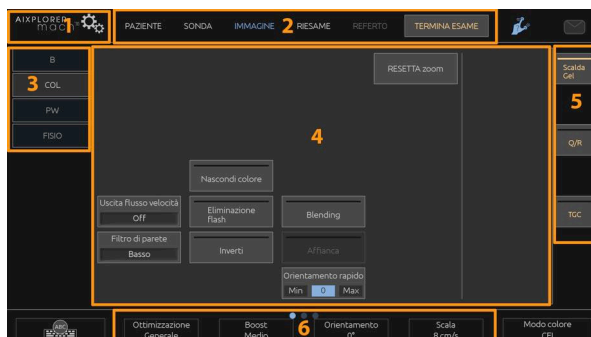 AIXPLORER
mach
1
PAZIENTE SONDA IMMAGINE 2 RIESAME REFERTO TERMINA ESAME
B
3 COL
PW
FISIO
RESETTA zoom
4
Scalda
Gel
5
Q/R
TGC
Nascondi colore
Uscita flusso velocità
Off
Eliminazione
flash
Blending
Filtro di parete
Basso
Inverti
Affianca
Orientamento rapido
Min 0 Max
ABC
Ottimizzazione
Generale
Boost
Medio
6
Orientamento
0°
Scala
8 cm/s
Modo colore
CFI